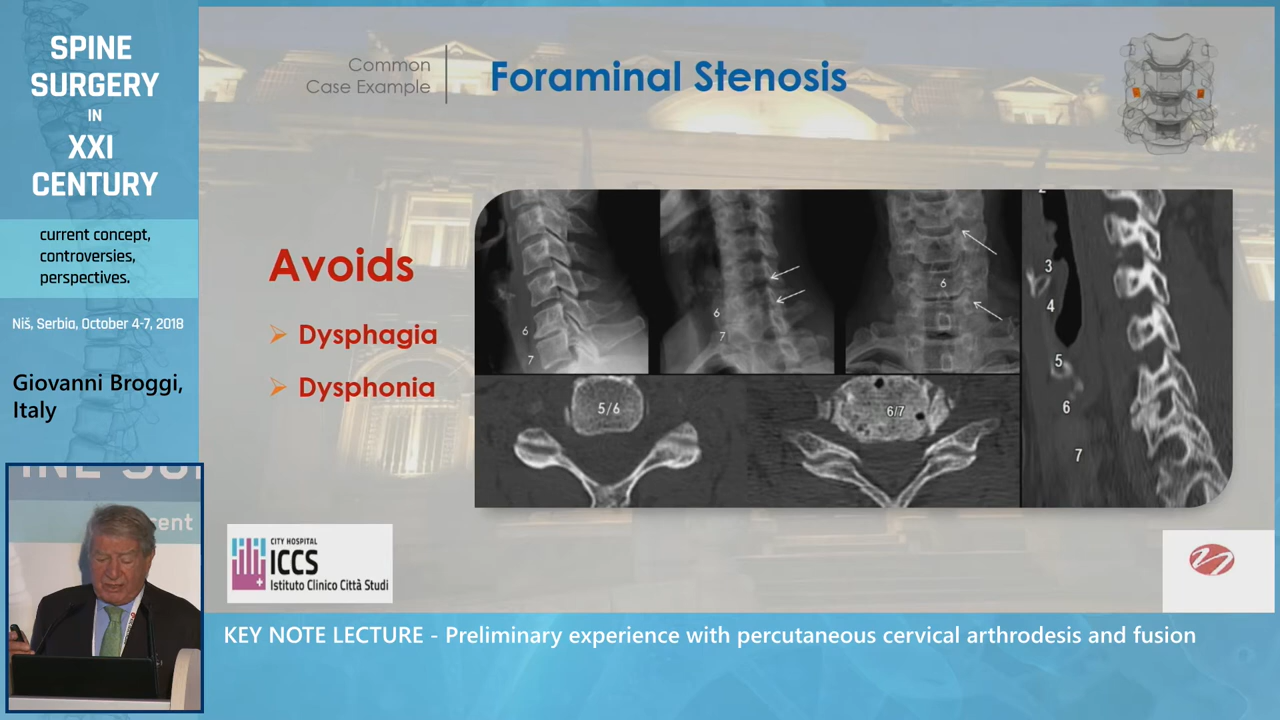 SPINE
SURGERY
IN
XXI
CENTURY
current concept,
controversies,
perspectives.
Niš, Serbia, October 4-7, 2018
Giovanni Broggi,
Italy
Common
Case Example
Foraminal Stenosis
Avoids
Dysphagia
Dysphonia
6
7
6
7
6
5/6
6/7
2
3
4
5
6
7
CITY HOSPITAL
ICCS
Istituto Clinico Città Studi
KEY NOTE LECTURE - Preliminary experience with percutaneous cervical arthrodesis and fusion